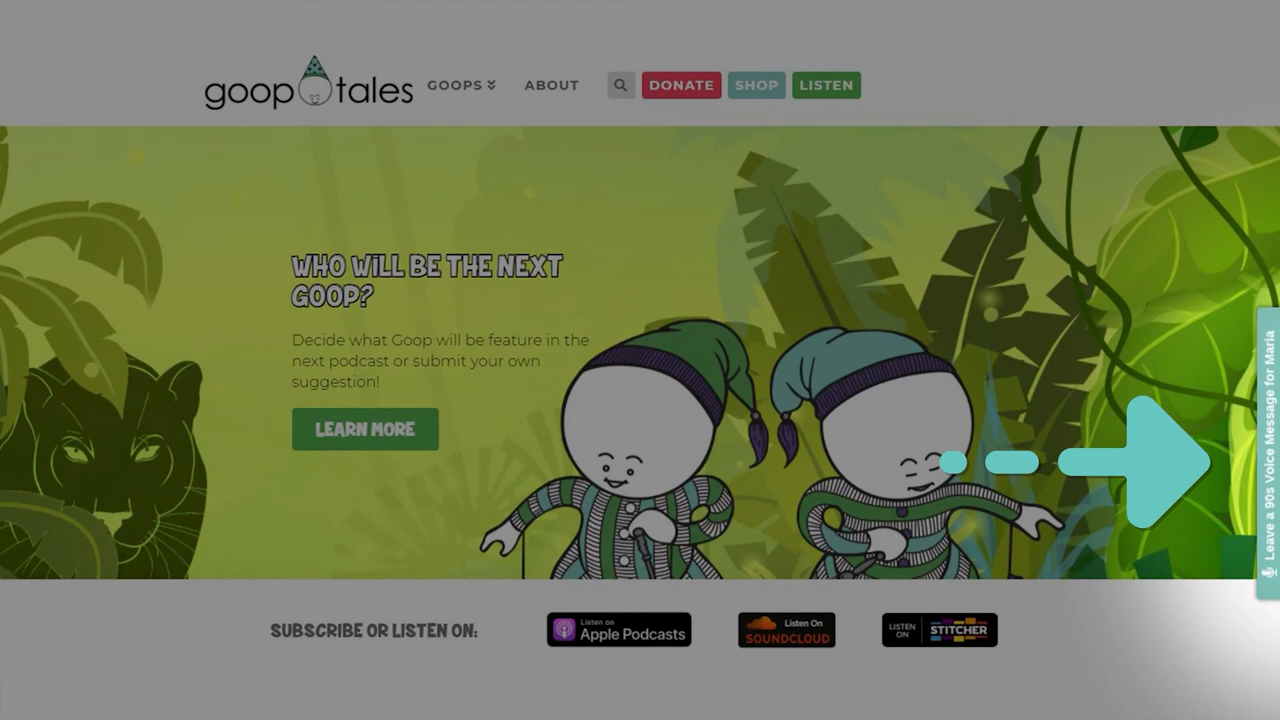 goop tales
GOOPS ABOUT DONATE SHOP LISTEN
WHO WILL BE THE NEXT
GOOP?
Decide what Goop will be feature in the
next podcast or submit your own
suggestion!
LEARN MORE
Leave a 90s Voice Message for Maria
SUBSCRIBE OR LISTEN ON:
Listen on
Apple Podcasts
Listen On
SOUNDCLOUD
LISTEN
ON
STITCHER